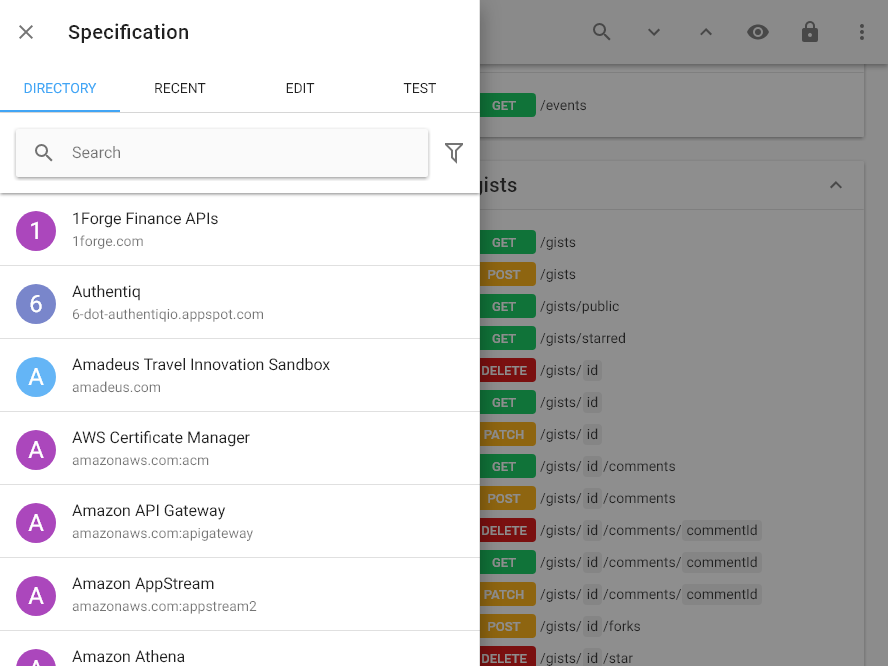 Specification
DIRECTORY RECENT EDIT TEST
Search
1 1Forge Finance APIs
1forge.com
6 Authentiq
6-dot-authentiqio.appspot.com
A Amadeus Travel Innovation Sandbox
amadeus.com
A AWS Certificate Manager
amazonaws.com:acm
A Amazon API Gateway
amazonaws.com:apigateway
A Amazon AppStream
amazonaws.com:appstream2
A Amazon Athena
GET /events
gists
GET /gists
POST /gists
GET /gists/public
GET /gists/starred
DELETE /gists/ id
GET /gists/ id
PATCH /gists/ id
GET /gists/ id /comments
POST /gists/ id /comments
DELETE /gists/ id /comments/ commentId
GET /gists/ id /comments/ commentId
PATCH /gists/ id /comments/ commentId
POST /gists/ id /forks
DELETE /gists/ id /star